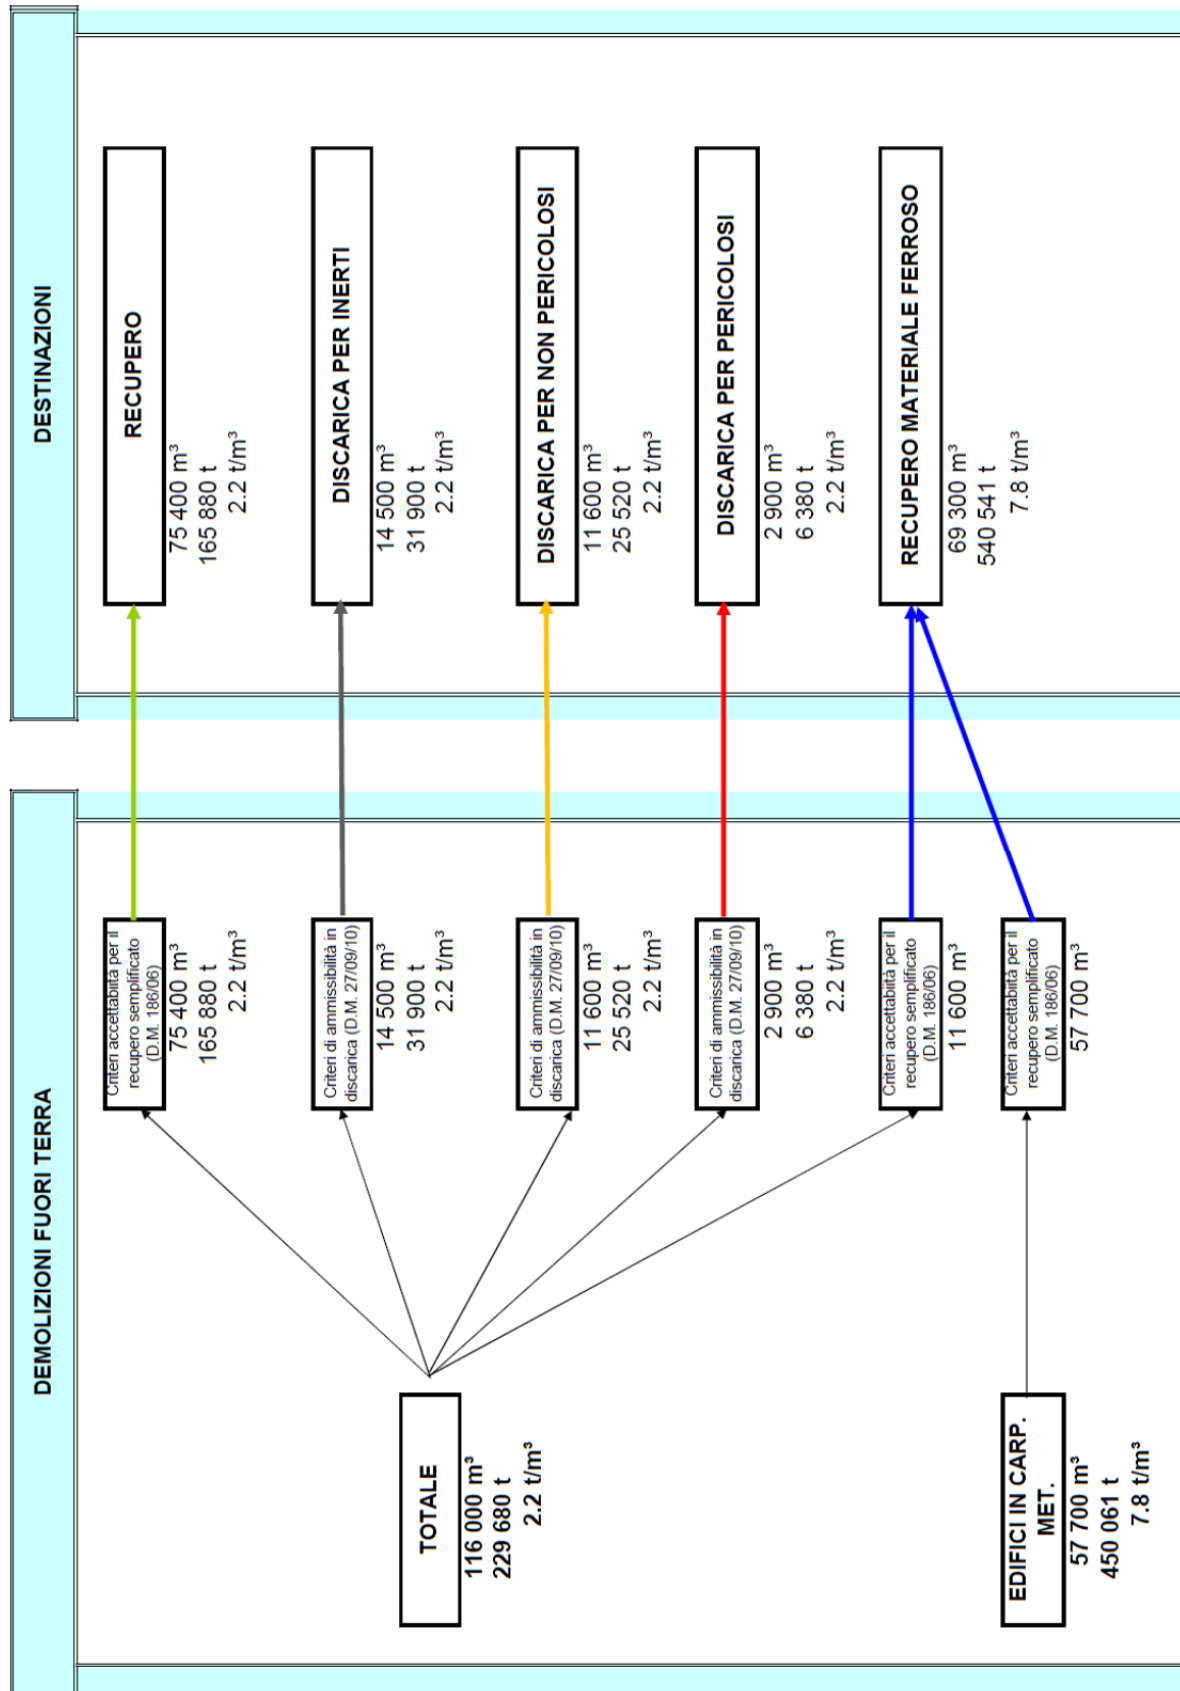 DEMOLIZIONI FUORI TERRA
TOTALE
116 000 m³
229 680 t
2.2 t/m³
EDIFICI IN CARP.
MET.
57 700 m³
450 061 t
7.8 t/m³
Criteri accettabiità per il
recupero semplificato
(D.M. 186/06)
75 400 m³
165 880 t
2.2 t/m³
Criteri di ammissibilità in
discarica (D.M. 27/09/10)
14 500 m³
31 900 t
2.2 t/m³
Criteri di ammissibilità in
discarica (D.M. 27/09/10)
11 600 m³
25 520 t
2.2 t/m³
Criteri di ammissibilità in
discarica (D.M. 27/09/10)
2 900 m³
6 380 t
2.2 t/m³
Criteri accettabiità per il
recupero semplificato
(D.M. 186/06)
11 600 m³
Criteri accettabiità per il
recupero semplificato
(D.M. 186/06)
57 700 m³
DESTINAZIONI
RECUPERO
75 400 m³
165 880 t
2.2 t/m³
DISCARICA PER INERTI
14 500 m³
31 900 t
2.2 t/m³
DISCARICA PER NON PERICOLOSI
11 600 m³
25 520 t
2.2 t/m³
DISCARICA PER PERICOLOSI
2 900 m³
6 380 t
2.2 t/m³
RECUPERO MATERIALE FERROSO
69 300 m³
540 541 t
7.8 t/m³